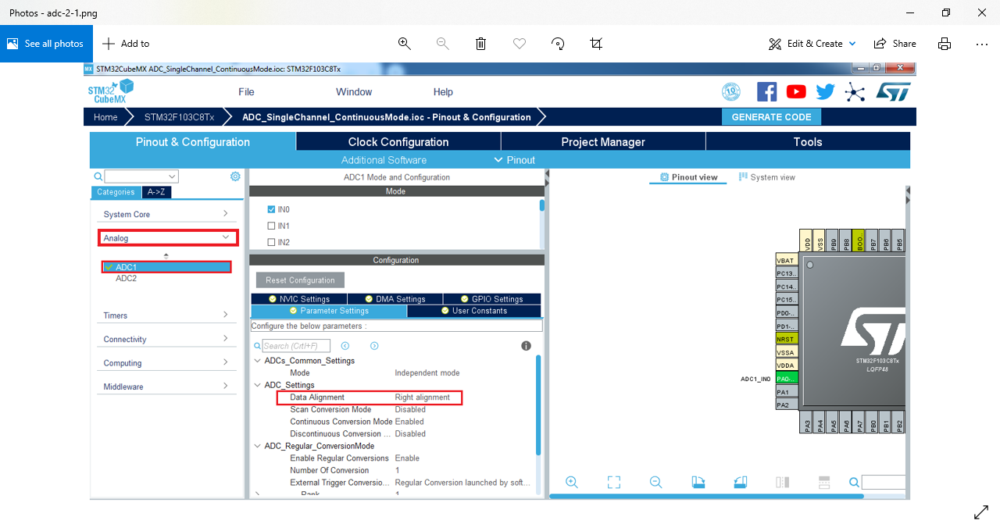 Photos - adc-2-1.png
See all photos
Add to
Edit & Create
Share
MX STM32CubeMX ADC_SingleChannel_ContinuousMode.ioc: STM32F103C8Tx
STM32
CubeMX
File
Window
Help
10
Home
STM32F103C8Tx
ADC_SingleChannel_ContinuousMode.ioc - Pinout & Configuration
GENERATE CODE
Pinout & Configuration
Clock Configuration
Project Manager
Tools
Additional Software
Pinout
Categories
A->Z
System Core
Analog
ADC1
ADC2
Timers
Connectivity
Computing
Middleware
ADC1 Mode and Configuration
Mode
IN0
IN1
IN2
Configuration
Reset Configuration
NVIC Settings
DMA Settings
GPIO Settings
Parameter Settings
User Constants
Configure the below parameters :
Search (Crtl+F)
ADCs_Common_Settings
Mode Independent mode
ADC_Settings
Data Alignment Right alignment
Scan Conversion Mode Disabled
Continuous Conversion Mode Enabled
Discontinuous Conversion ... Disabled
ADC_Regular_ConversionMode
Enable Regular Conversions Enable
Number Of Conversion 1
External Trigger Conversio... Regular Conversion launched by soft...
Rank 1
Pinout view
System view
VDD
VSS
PB9
PB8
BOO..
PB7
PB6
PB5
VBAT
PC13..
PC14..
PC15..
PD0-..
PD1-..
NRST
VSSA
VDDA
ADC1_IN0
PA0-..
PA1
PA2
STM32F103C8Tx
LQFP48
PA3
PA4
PA5
PA6
PA7
PB0
PB1
PB2